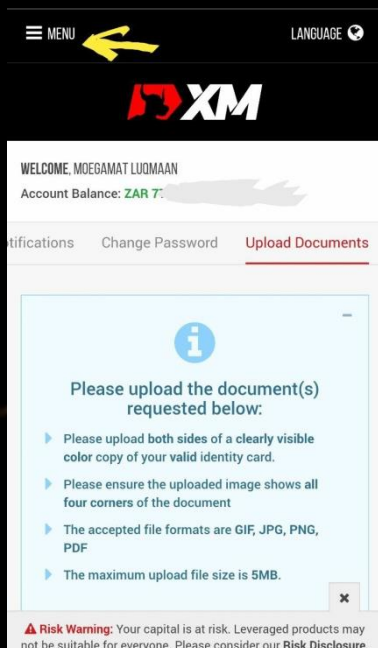 MENU
LANGUAGE
XM
WELCOME, MOEGAMAT LUQMAAN
Account Balance: ZAR
Change Password Upload Documents
Please upload the document(s)
requested below:
Please upload both sides of a clearly visible
color copy of your valid identity card.
Please ensure the uploaded image shows all
four corners of the document
The accepted file formats are GIF, JPG, PNG,
PDF
The maximum upload file size is 5MB.
Risk Warning: Your capital is at risk. Leveraged products may
not be suitable for everyone. Please consider our Risk Disclosure